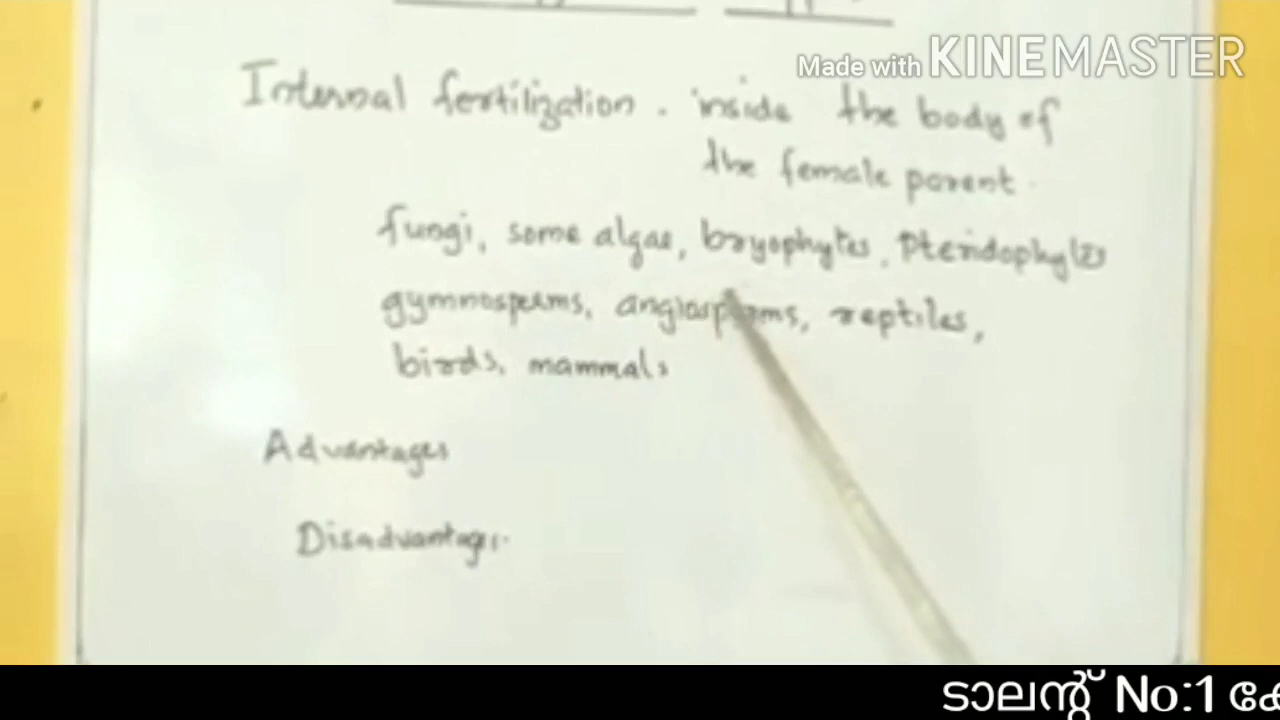 Made with KINEMASTER
Internal fertilization. inside the body of
the female parent.
fungi, some algae, bryophytes, Pteridophytes
gymnosperms, angiosperms, reptiles,
birds, mammals
Advantages
Disadvantages.
ടാലന്റ് No:1